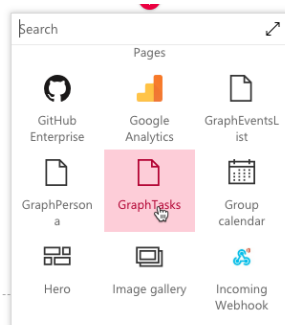 Search
Pages
GitHub
Enterprise
Google
Analytics
GraphEventsL
ist
GraphPerson
a
GraphTasks
Group
calendar
Hero
Image gallery
Incoming
Webhook